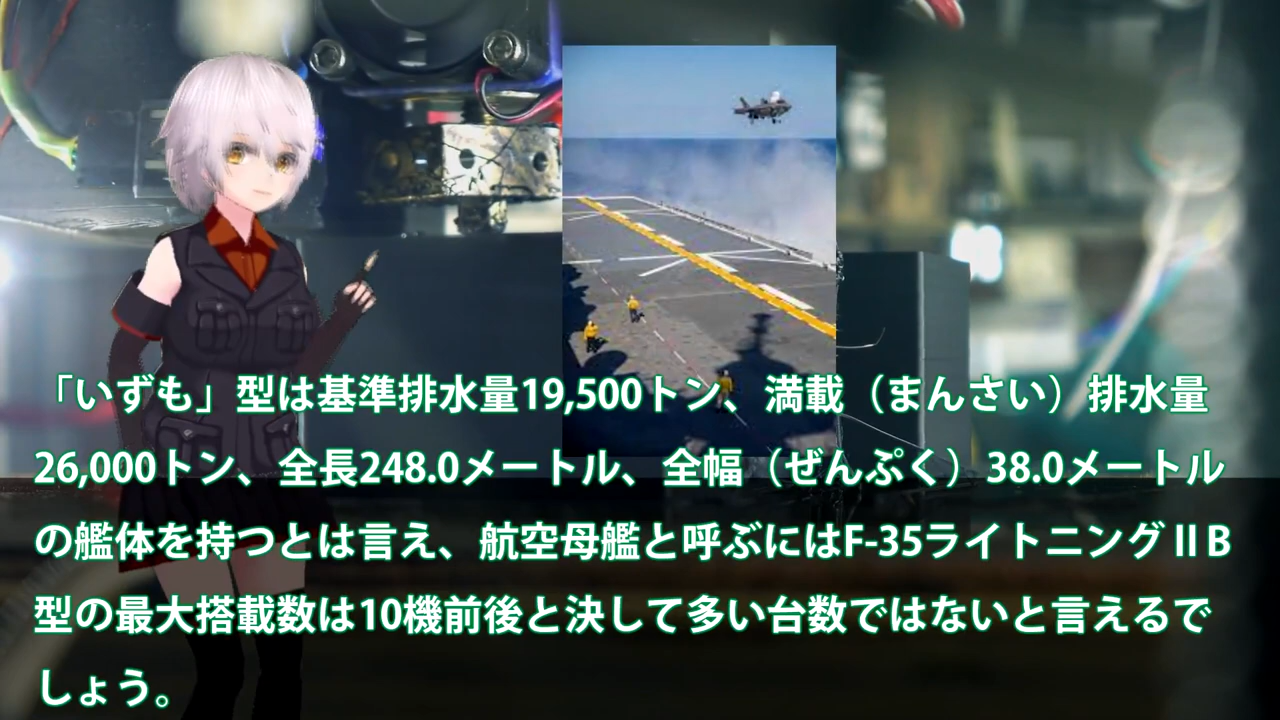 「いずも」型は基準排水量19,500トン、満載（まんさい）排水量
26,000トン、全長248.0メートル、全幅（ぜんぷく）38.0メートル
の艦体を持つとは言え、航空母艦と呼ぶにはF-35ライトニングⅡB
型の最大搭載数は10機前後と決して多い台数ではないと言えるで
しょう。